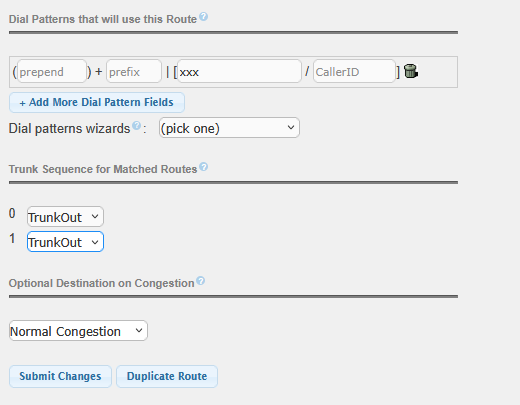 Dial Patterns that will use this Route?
(prepend) + prefix | [xxx / CallerID]
+ Add More Dial Pattern Fields
Dial patterns wizards?: (pick one)
Trunk Sequence for Matched Routes?
0 TrunkOut
1 TrunkOut
Optional Destination on Congestion?
Normal Congestion
Submit Changes Duplicate Route